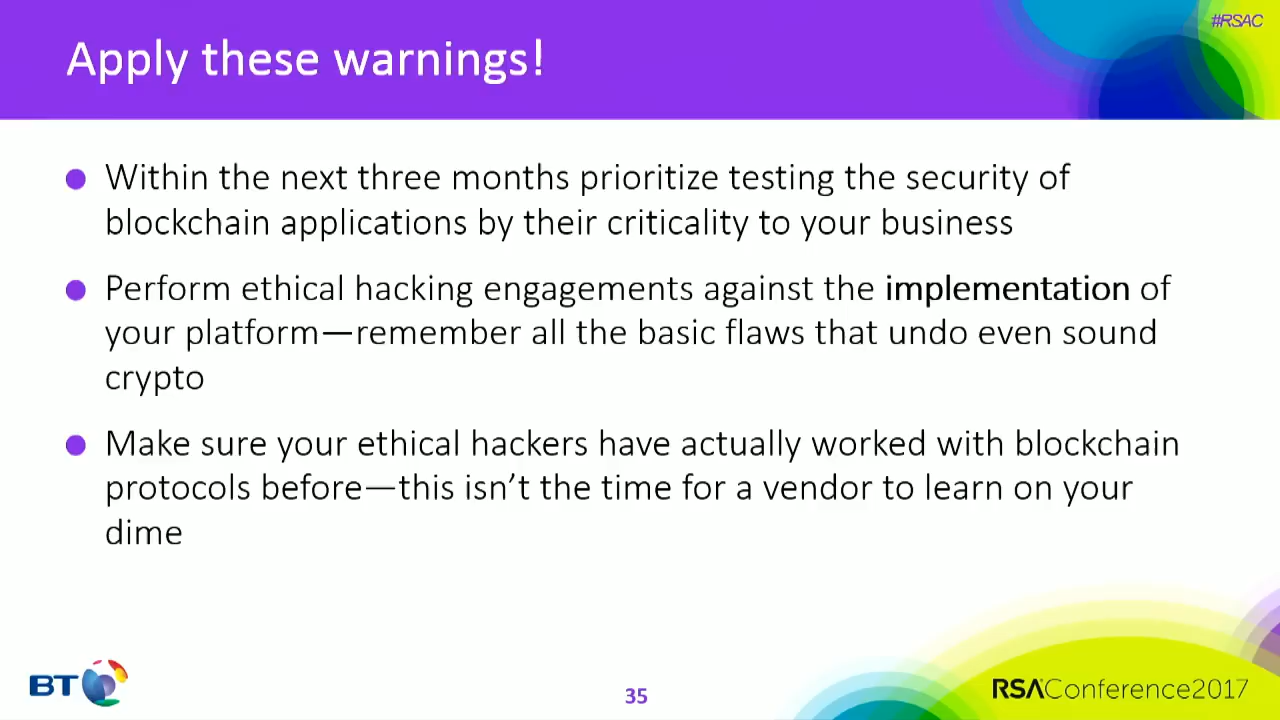 #RSAC
Apply these warnings!
Within the next three months prioritize testing the security of
blockchain applications by their criticality to your business
Perform ethical hacking engagements against the implementation of
your platform—remember all the basic flaws that undo even sound
crypto
Make sure your ethical hackers have actually worked with blockchain
protocols before—this isn’t the time for a vendor to learn on your
dime
BT
35
RSAConference2017